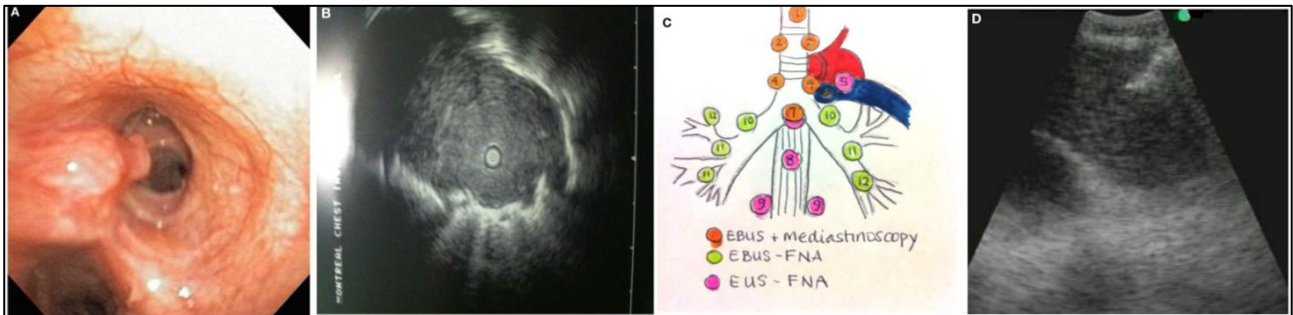 A
B
C
D
MONTREAL CHEST
1
2
2
4
4
5
7
10
10
12
11
11
11
12
8
9
9
EBUS + mediastinoscopy
EBUS - FNA
EUS - FNA